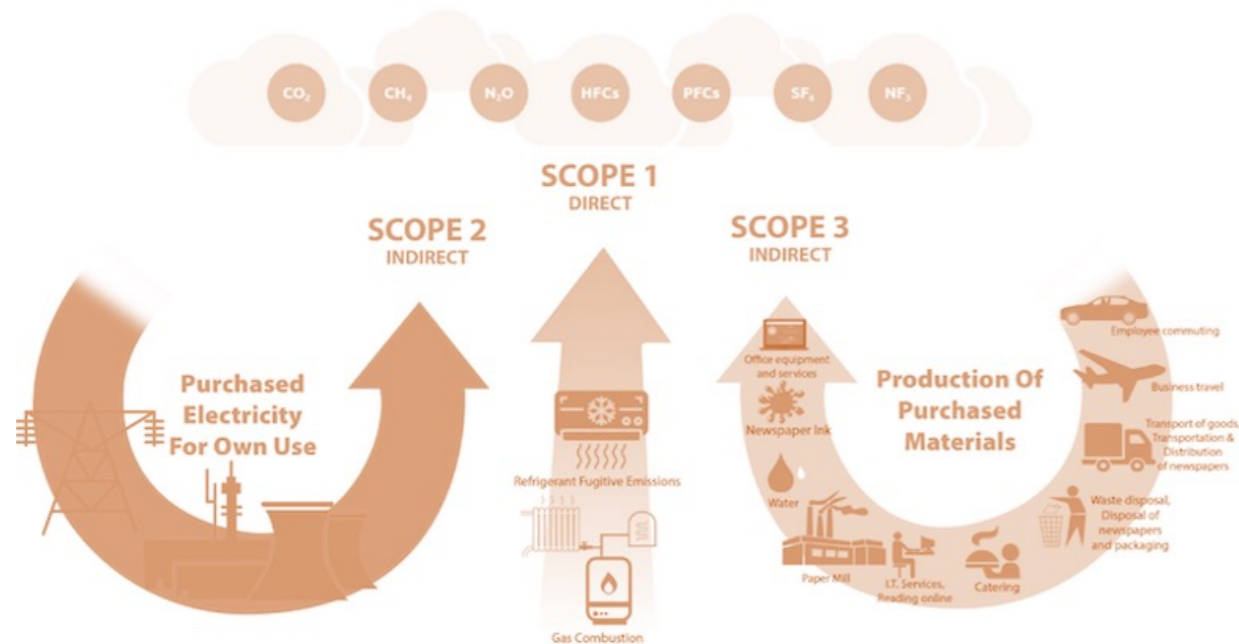 CO₂ CH₄ N₂O HFCs PFCs SF₆ NF₃
SCOPE 1
DIRECT
SCOPE 2
INDIRECT
SCOPE 3
INDIRECT
Purchased
Electricity
For Own Use
Refrigerant Fugitive Emissions
Gas Combustion
Production Of
Purchased
Materials
Office equipment
and services
Newspaper Ink
Water
Paper Mill
I.T. Services,
Reading online
Catering
Waste disposal,
Disposal of
newspapers
and packaging
Transport of goods,
Transportation &
Distribution
of newspapers
Business travel
Employee commuting